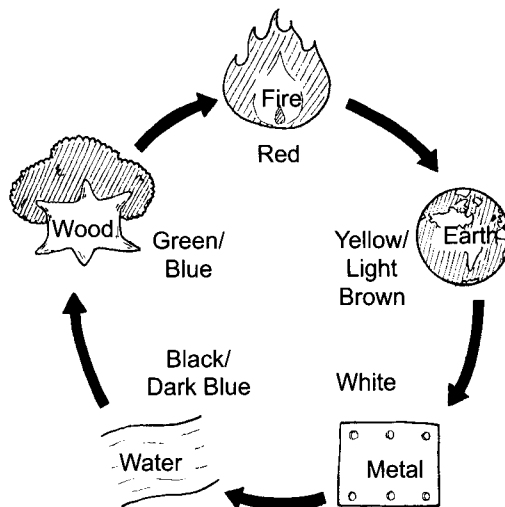 Fire
Red
Wood
Green/
Blue
Yellow/
Light
Brown
Earth
Black/
Dark Blue
White
Water
Metal